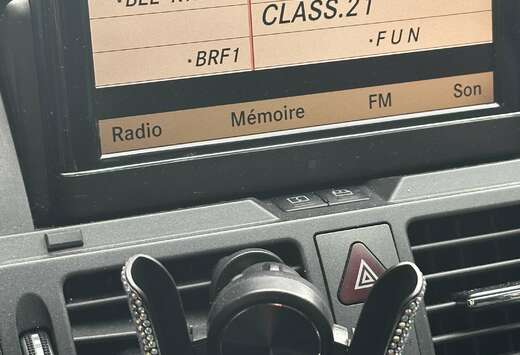 CLASS.21
·BRF1
·FUN
Radio Mémoire FM Son